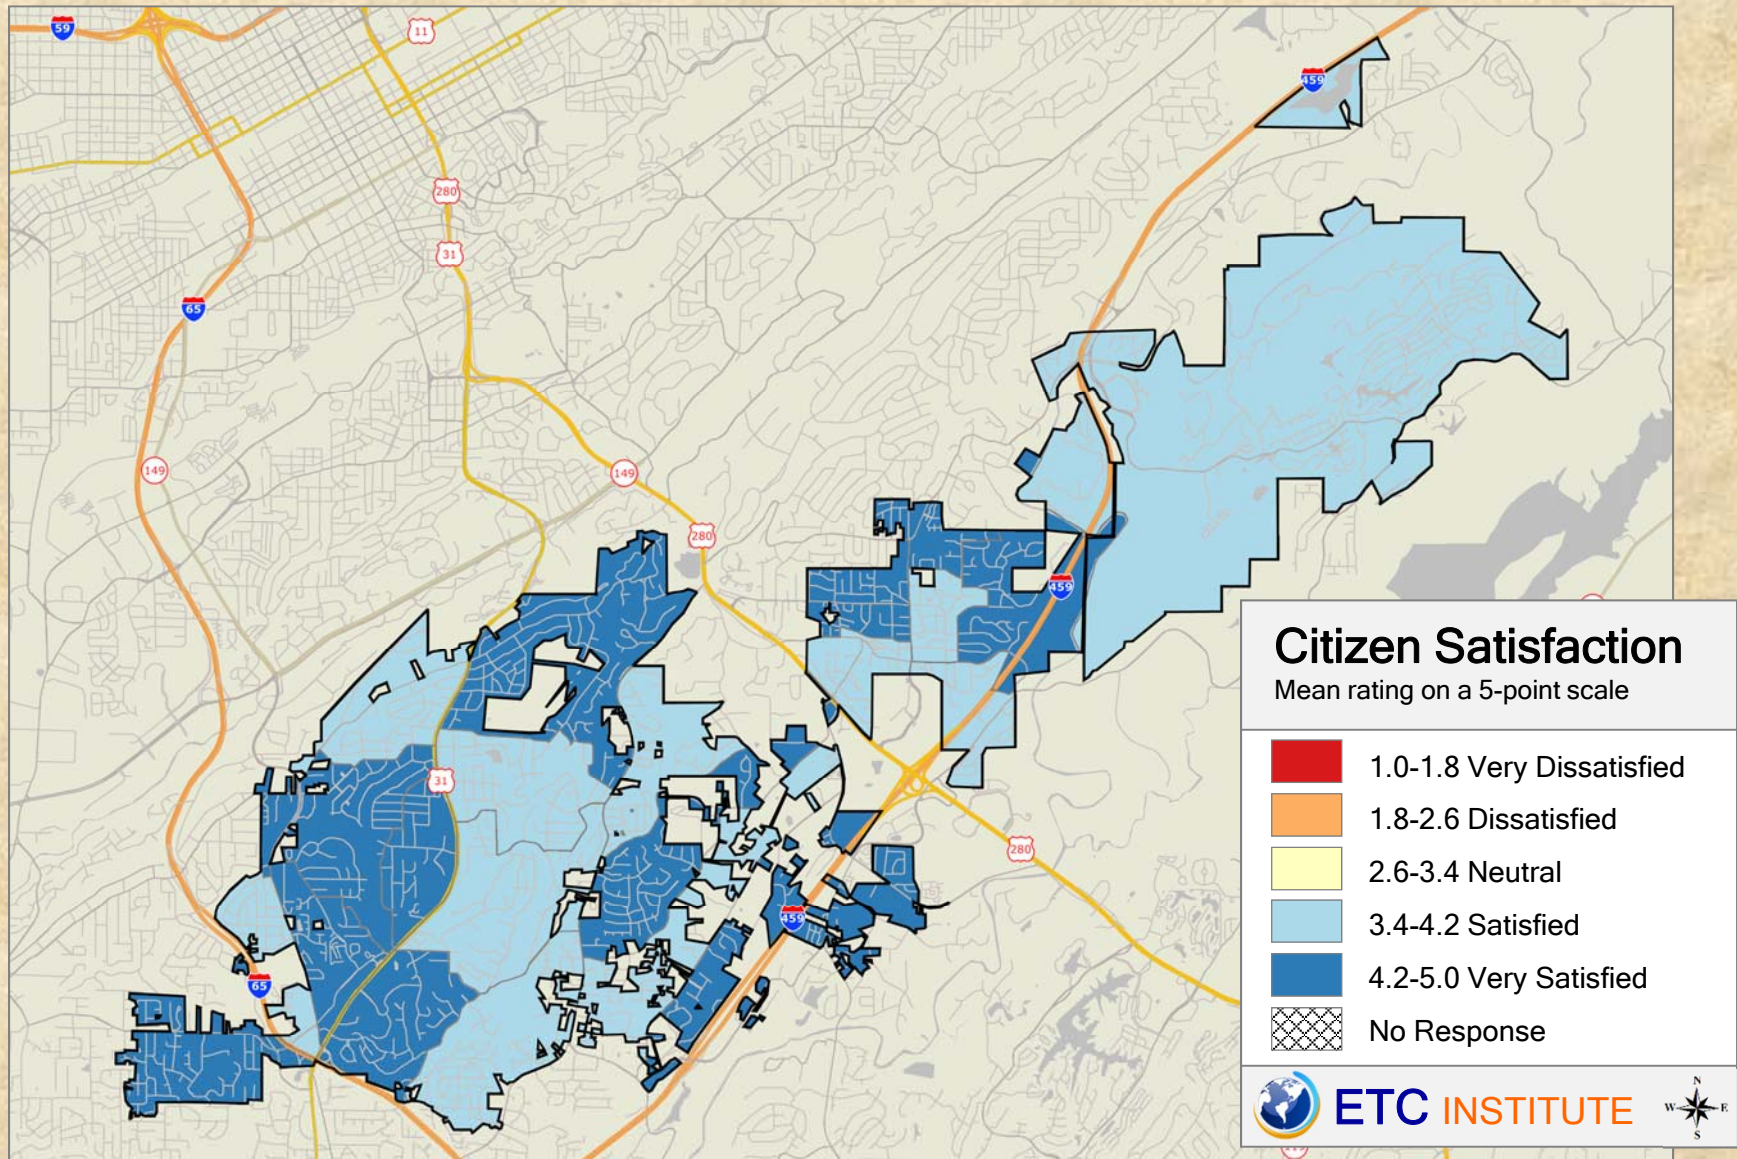 59
11
459
280
31
65
149
149
280
459
31
280
459
65
Citizen Satisfaction
Mean rating on a 5-point scale
1.0-1.8 Very Dissatisfied
1.8-2.6 Dissatisfied
2.6-3.4 Neutral
3.4-4.2 Satisfied
4.2-5.0 Very Satisfied
No Response
ETC INSTITUTE
N
W E
S